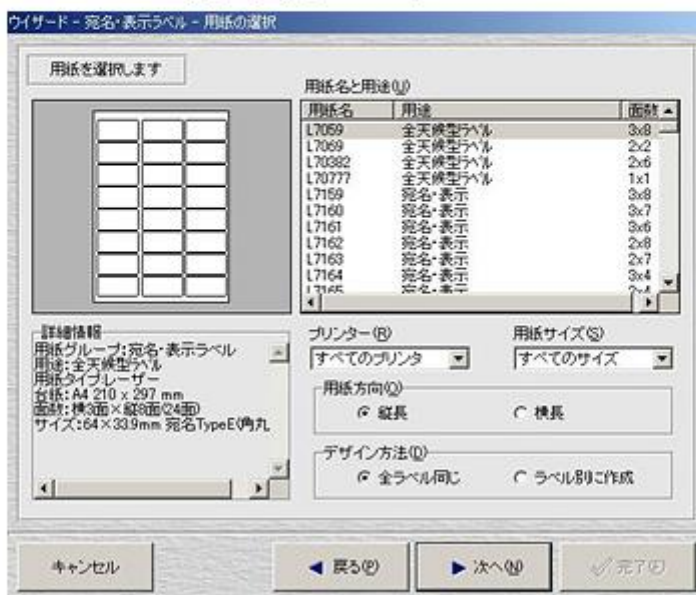 ウイザード - 宛名・表示ラベル - 用紙の選択
用紙を選択します
用紙名と用途(U)
用紙名 用途 面数
L7059 全天候型ラベル 3x8
L7069 全天候型ラベル 2x2
L70382 全天候型ラベル 2x6
L70777 全天候型ラベル 1x1
L7159 宛名・表示 3x8
L7160 宛名・表示 3x7
L7161 宛名・表示 3x6
L7162 宛名・表示 2x8
L7163 宛名・表示 2x7
L7164 宛名・表示 3x4
L7165 宛名・表示 2x4
詳細情報
用紙グループ:宛名・表示ラベル
用途:全天候型ラベル
用紙タイプ:レーザー
台紙:A4 210 x 297 mm
面数:横3面×縦8面(24面)
サイズ:64×33.9mm 宛名TypeE(角丸
プリンター(R)
すべてのプリンタ
用紙サイズ(S)
すべてのサイズ
用紙方向(O)
縦長
横長
デザイン方法(D)
全ラベル同じ
ラベル別に作成
キャンセル
戻る(P)
次へ(N)
完了(F)